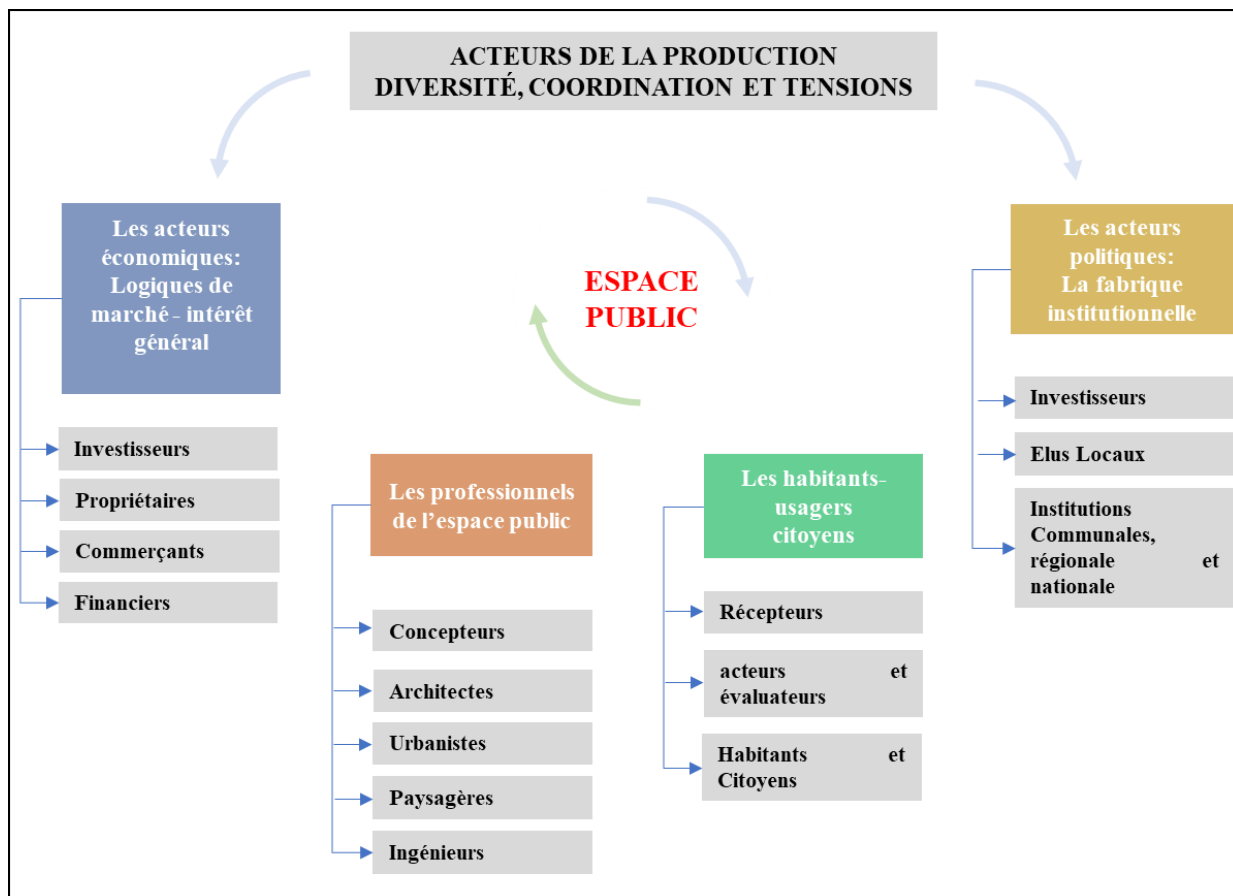 ACTEURS DE LA PRODUCTION
DIVERSITÉ, COORDINATION ET TENSIONS
Les acteurs
économiques:
Logiques de
marché - intérêt
général
Investisseurs
Propriétaires
Commerçants
Financiers
ESPACE
PUBLIC
Les professionnels
de l’espace public
Concepteurs
Architectes
Urbanistes
Paysagères
Ingénieurs
Les habitants-
usagers
citoyens
Récepteurs
acteurs et
évaluateurs
Habitants et
Citoyens
Les acteurs
politiques:
La fabrique
institutionnelle
Investisseurs
Elus Locaux
Institutions
Communales,
régionale et
nationale